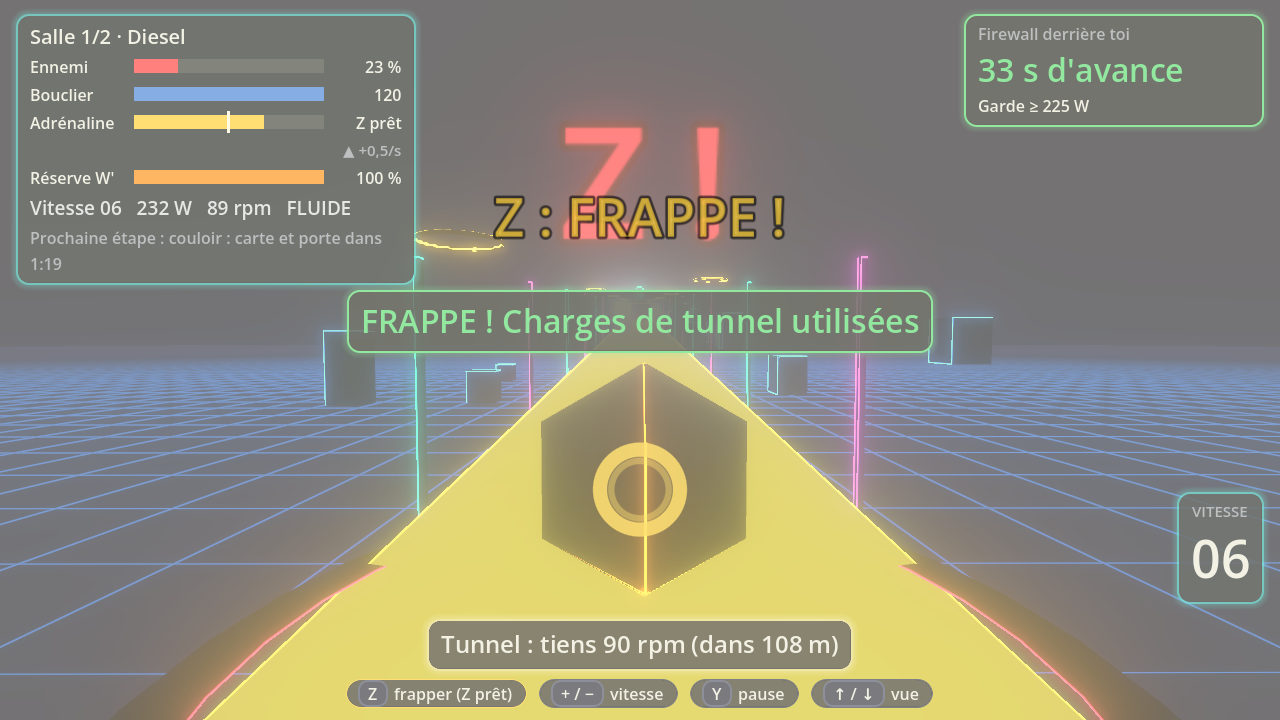 Salle 1/2 · Diesel
Ennemi 23 %
Bouclier 120
Adrénaline Z prêt
▲ +0,5/s
Réserve W' 100 %
Vitesse 06 232 W 89 rpm FLUIDE
Prochaine étape : couloir : carte et porte dans
1:19
Firewall derrière toi
33 s d'avance
Garde ≥ 225 W
Z !
Z : FRAPPE !
FRAPPE ! Charges de tunnel utilisées
VITESSE
06
Tunnel : tiens 90 rpm (dans 108 m)
Z frapper (Z prêt) + / − vitesse Y pause ↑ / ↓ vue